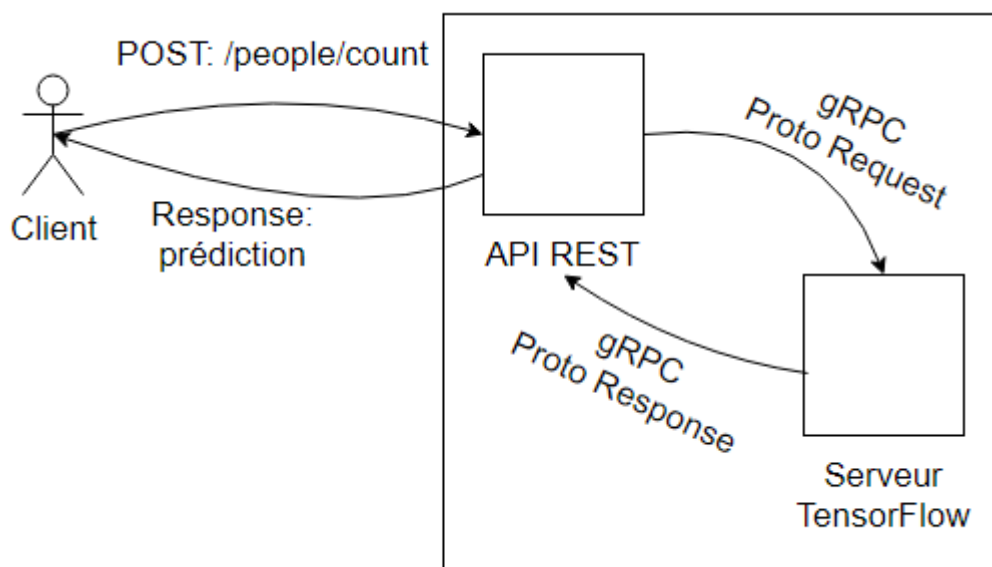 POST: /people/count
Client
Response:
prédiction
API REST
gRPC
Proto Request
gRPC
Proto Response
Serveur
TensorFlow